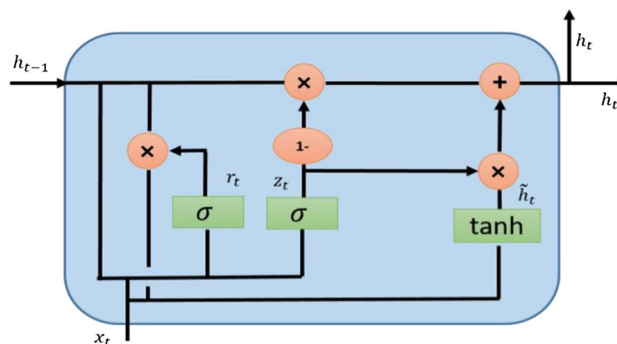 h_t
h_{t-1}
×
+
h_t
1-
×
r_t
z_t
×
h̃_t
σ
σ
tanh
x_t